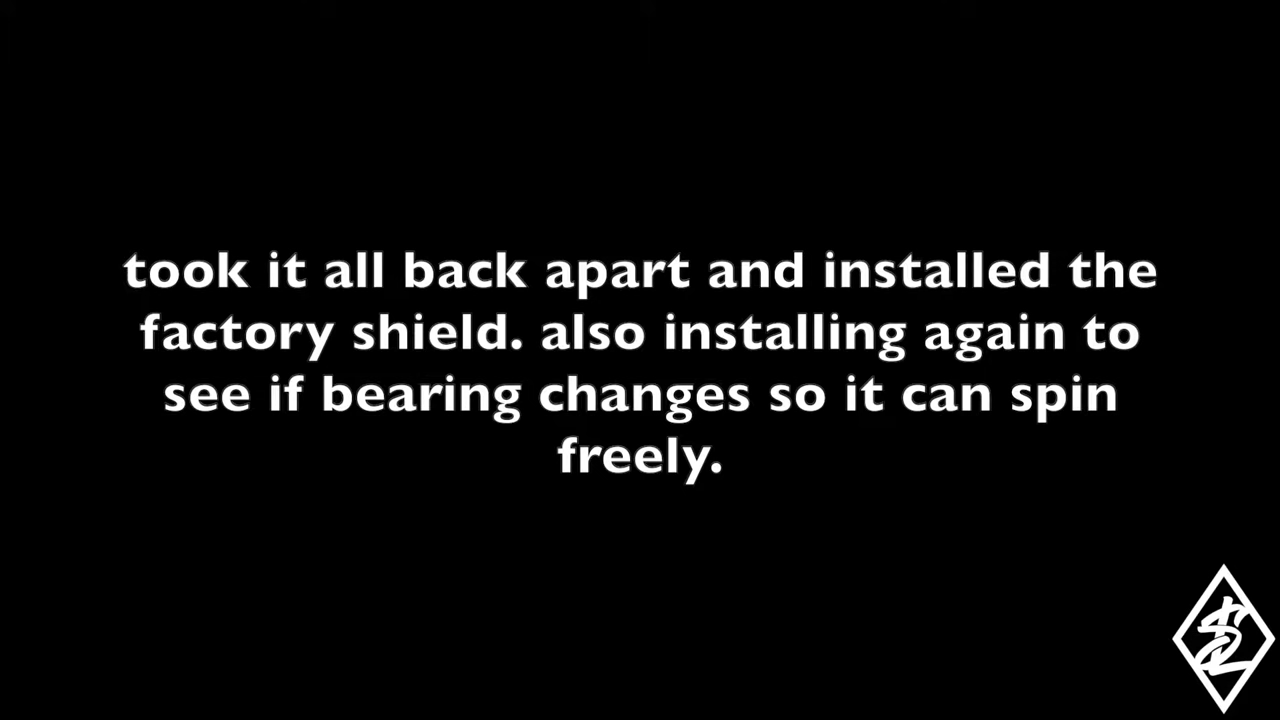 took it all back apart and installed the
factory shield. also installing again to
see if bearing changes so it can spin
freely.